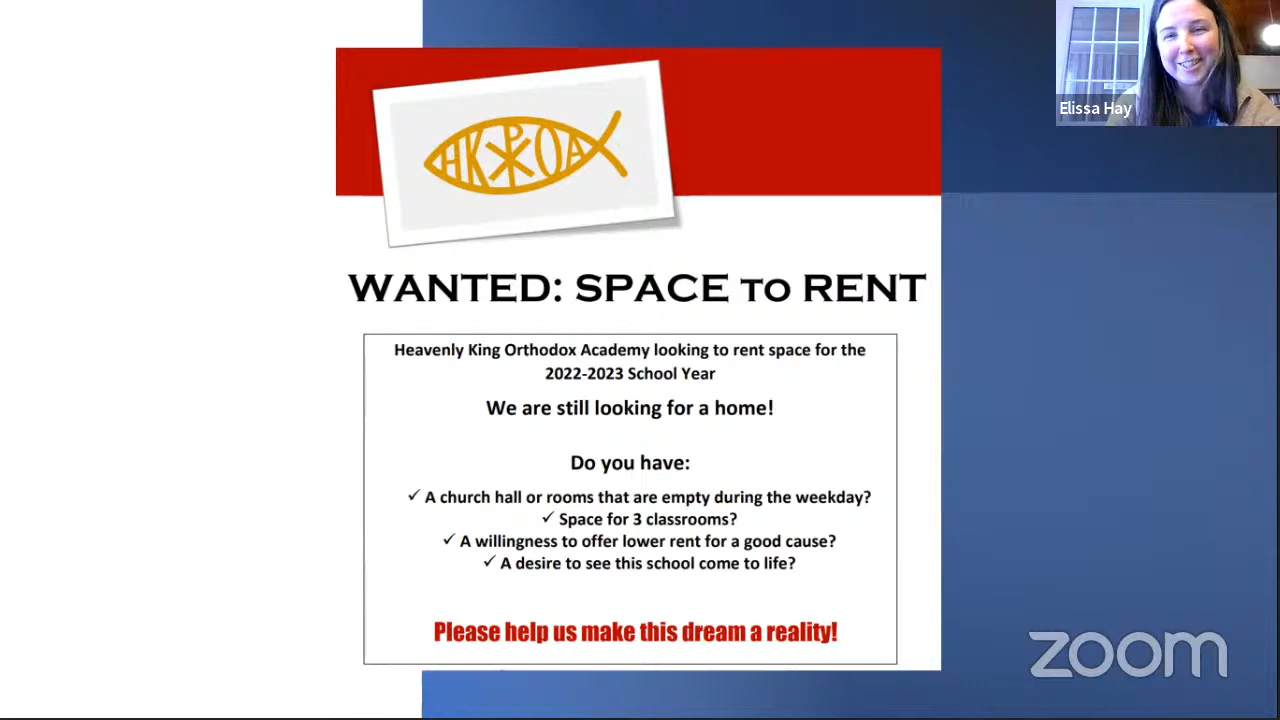 Elissa Hay
HK☧OA
WANTED: SPACE TO RENT
Heavenly King Orthodox Academy looking to rent space for the
2022-2023 School Year
We are still looking for a home!
Do you have:
✓ A church hall or rooms that are empty during the weekday?
✓ Space for 3 classrooms?
✓ A willingness to offer lower rent for a good cause?
✓ A desire to see this school come to life?
Please help us make this dream a reality!
zoom